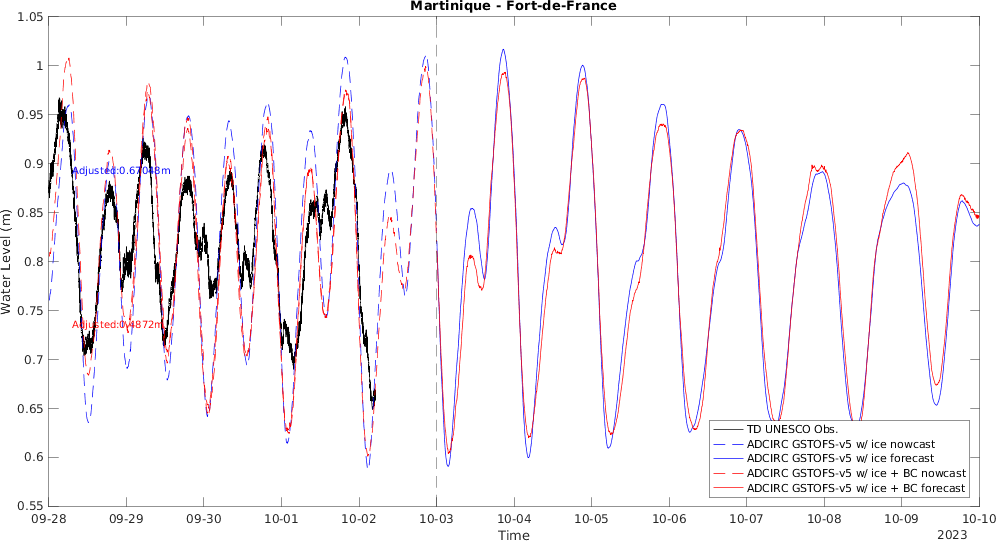 Martinique - Fort-de-France
1.05
1
0.95
0.9
0.85
0.8
0.75
0.7
0.65
0.6
0.55
Water Level (m)
Adjusted:0.67048m
Adjusted:0.4872m
TD UNESCO Obs.
ADCIRC GSTOFS-v5 w/ ice nowcast
ADCIRC GSTOFS-v5 w/ ice forecast
ADCIRC GSTOFS-v5 w/ ice + BC nowcast
ADCIRC GSTOFS-v5 w/ ice + BC forecast
09-28 09-29 09-30 10-01 10-02 10-03 10-04 10-05 10-06 10-07 10-08 10-09 10-10
Time
2023